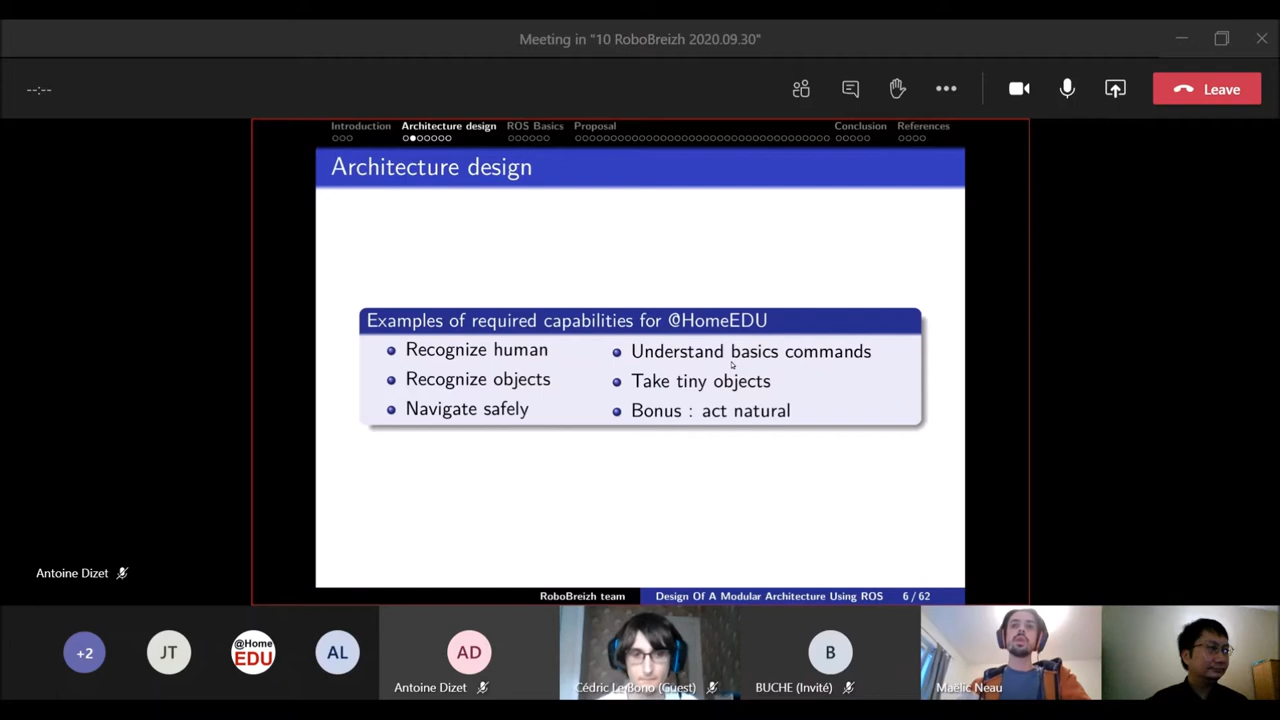 Meeting in "10 RoboBreizh 2020.09.30"
--:--
Leave
Introduction Architecture design ROS Basics Proposal Conclusion References
Architecture design
Examples of required capabilities for @HomeEDU
Recognize human
Recognize objects
Navigate safely
Understand basics commands
Take tiny objects
Bonus : act natural
RoboBreizh team Design Of A Modular Architecture Using ROS 6 / 62
Antoine Dizet
+2
JT
@Home
EDU
AL
AD
Antoine Dizet
Cédric Le Bono (Guest)
B
BUCHE (Invité)
Maëlic Neau